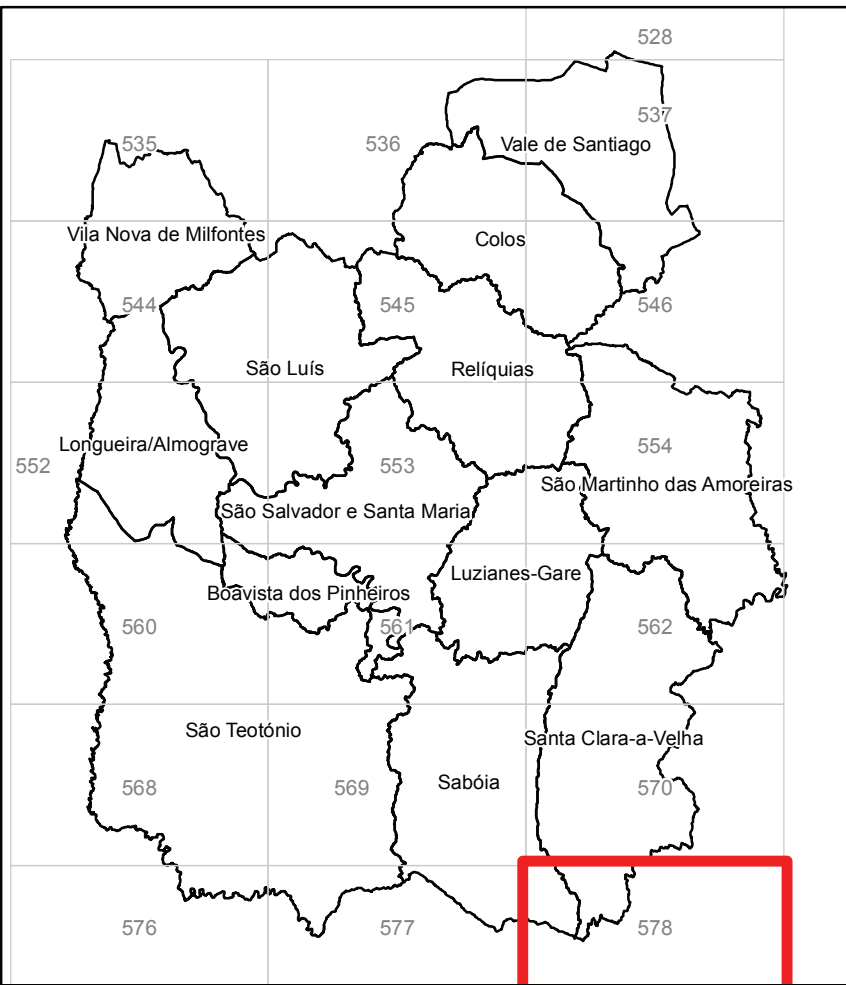 528
537
Vale de Santiago
535
536
Vila Nova de Milfontes
Colos
544
545
546
São Luís
Relíquias
Longueira/Almograve
552
553
554
São Martinho das Amoreiras
São Salvador e Santa Maria
Luzianes-Gare
Boavista dos Pinheiros
560
561
562
São Teotónio
Santa Clara-a-Velha
568
569
Sabóia
570
576
577
578